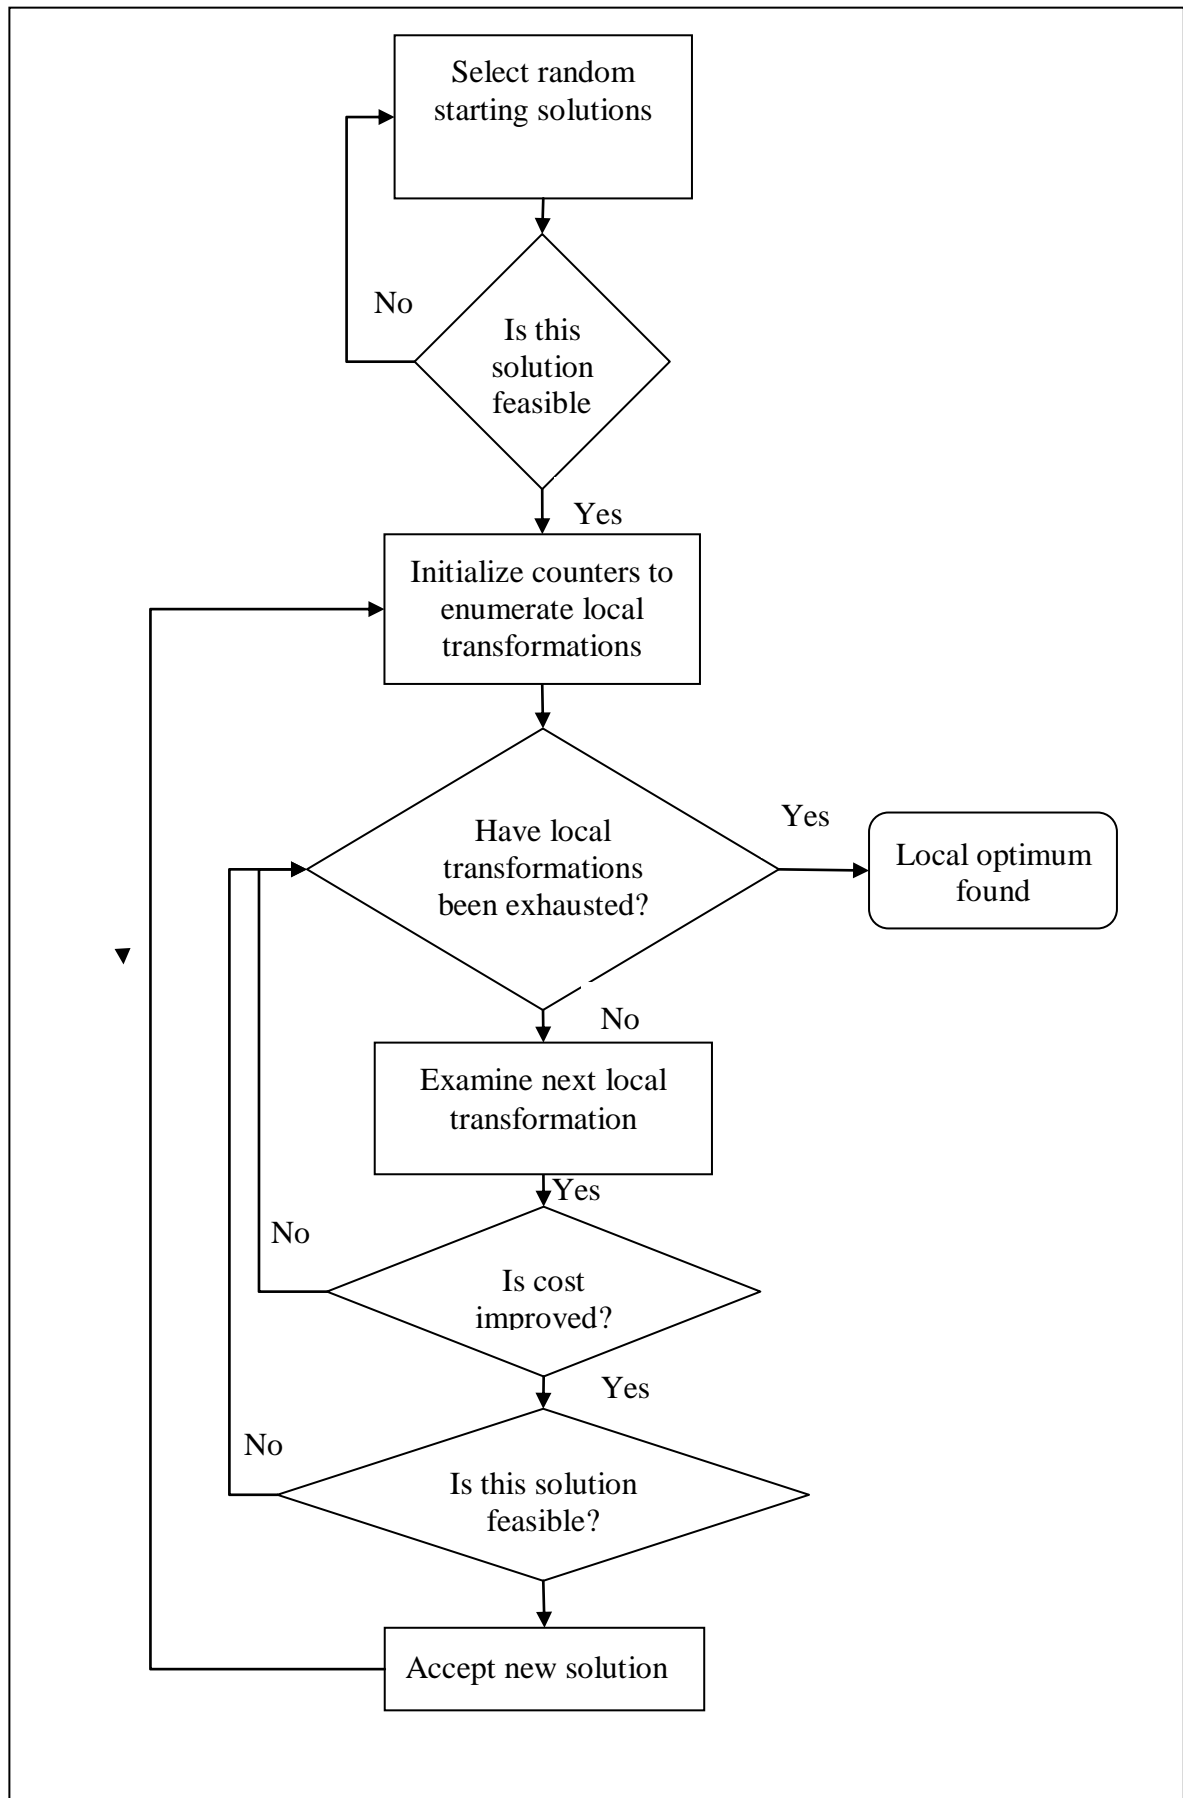 Select random
starting solutions
No
Is this
solution
feasible
Yes
Initialize counters to
enumerate local
transformations
Yes
Have local
transformations
been exhausted?
Local optimum
found
No
Examine next local
transformation
Yes
No
Is cost
improved?
Yes
No
Is this solution
feasible?
Accept new solution